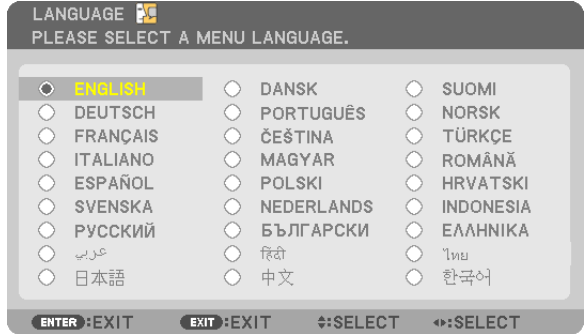 LANGUAGE
PLEASE SELECT A MENU LANGUAGE.
ENGLISH DANSK SUOMI
DEUTSCH PORTUGUÊS NORSK
FRANÇAIS ČEŠTINA TÜRKÇE
ITALIANO MAGYAR ROMÂNĂ
ESPAÑOL POLSKI HRVATSKI
SVENSKA NEDERLANDS INDONESIA
РУССКИЙ БЪЛГАРСКИ ΕΛΛΗΝΙΚΑ
عربي हिंदी ไทย
日本語 中文 한국어
ENTER:EXIT EXIT:EXIT :SELECT :SELECT